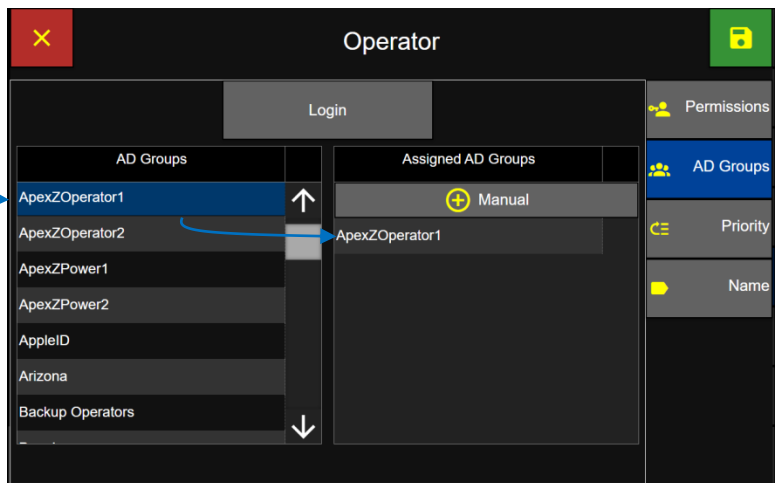 Operator
Login
Permissions
AD Groups
Priority
Name
AD Groups
ApexZOperator1
ApexZOperator2
ApexZPower1
ApexZPower2
AppleID
Arizona
Backup Operators
Assigned AD Groups
Manual
ApexZOperator1